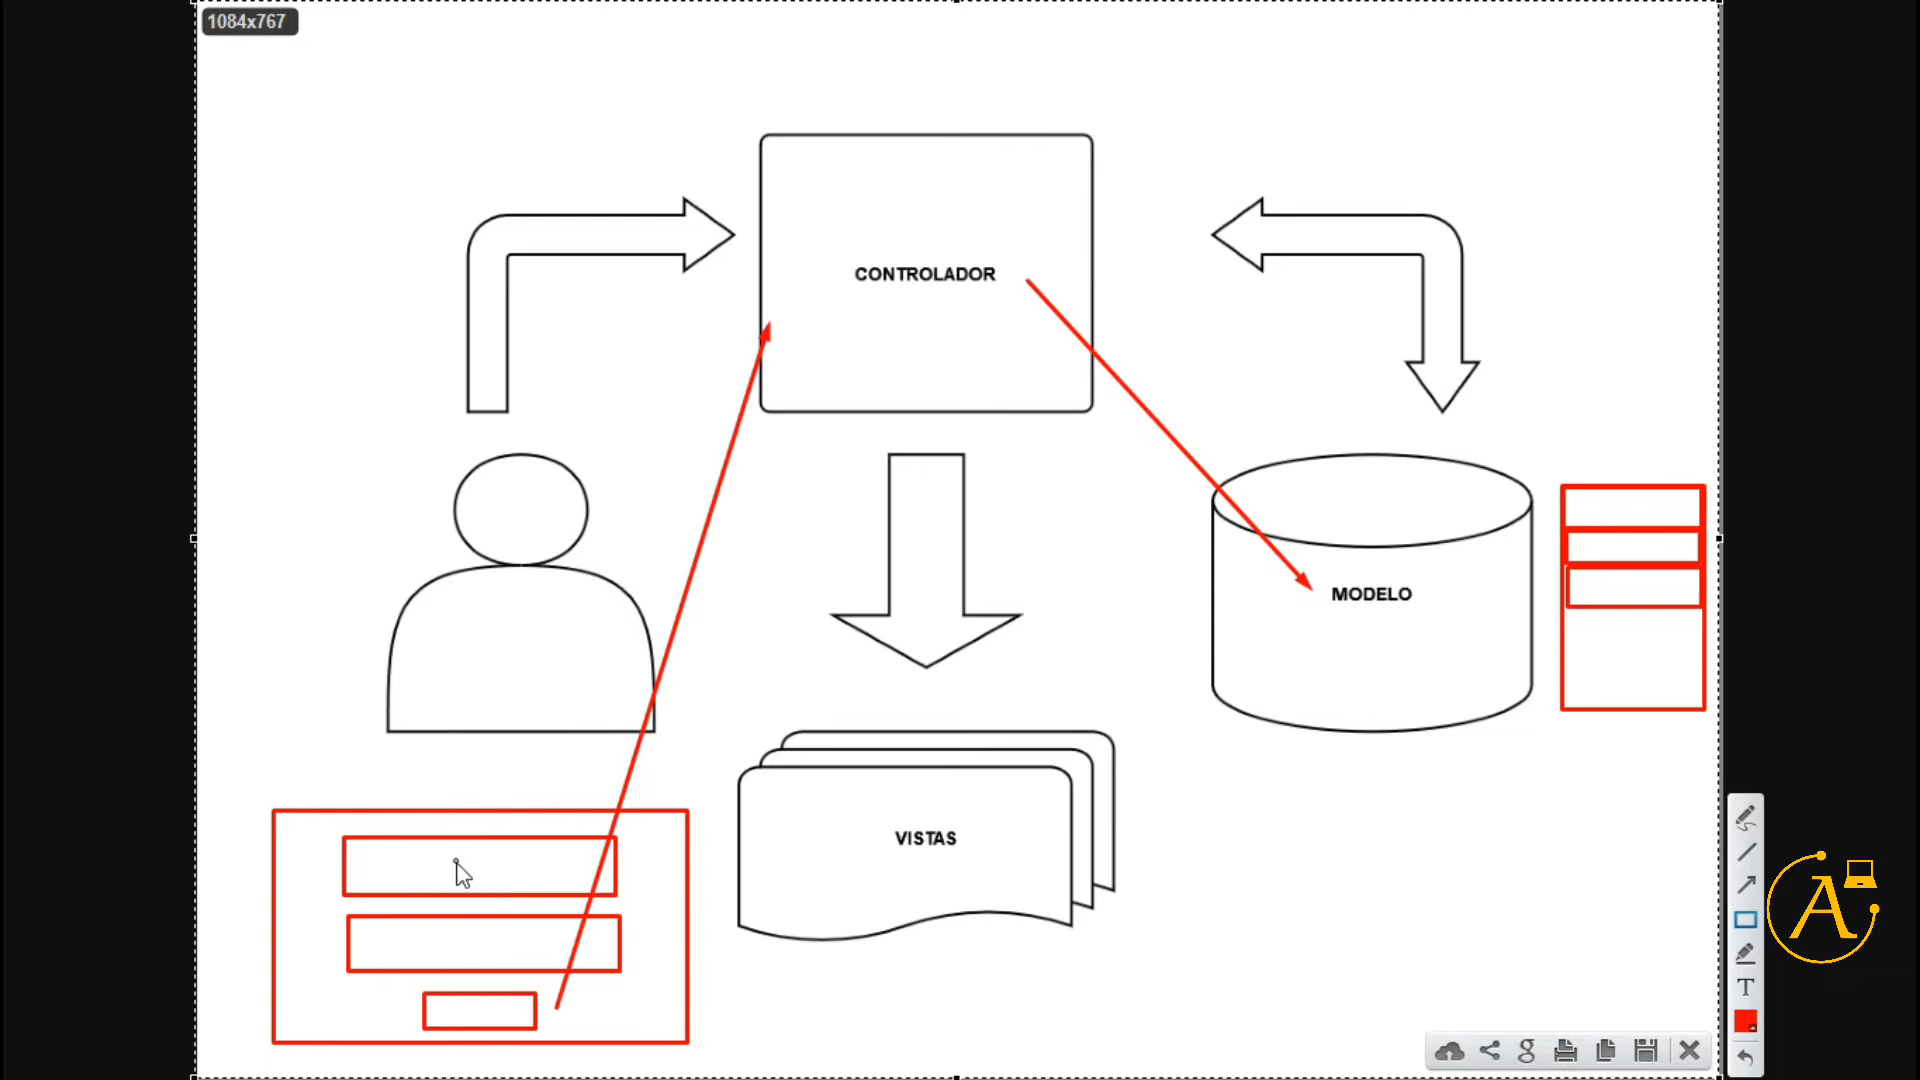 1084x767
CONTROLADOR
MODELO
VISTAS
A
T
g